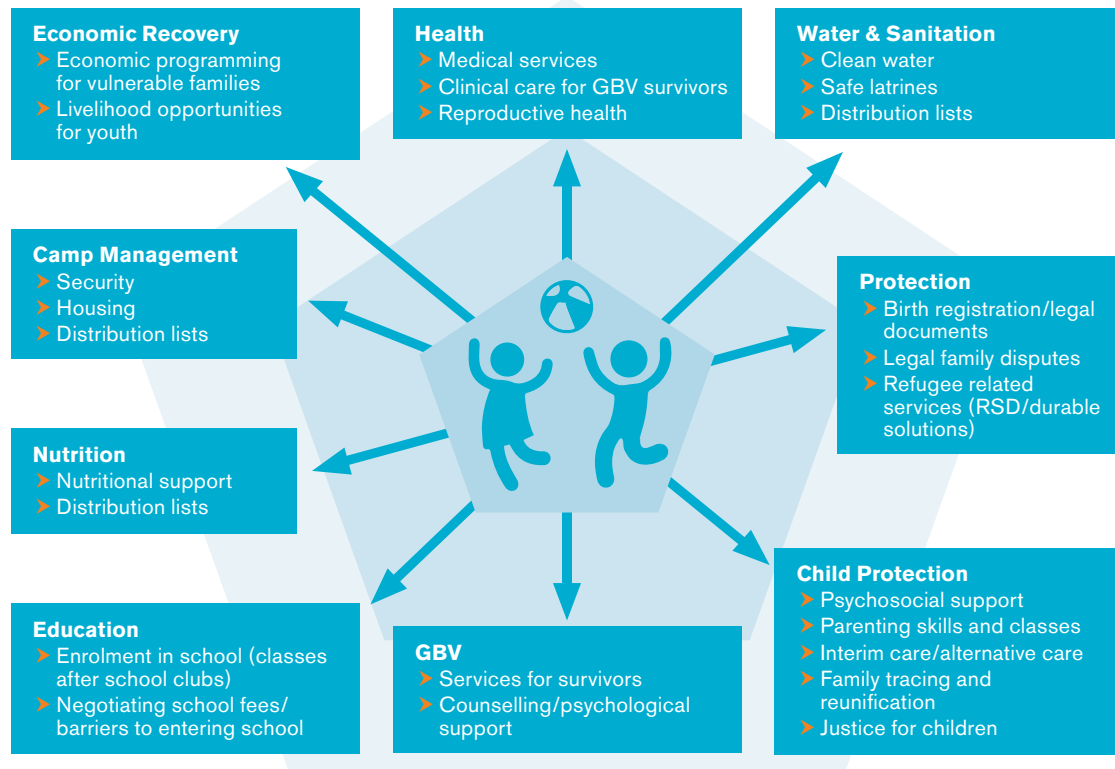 Economic Recovery
Economic programming
for vulnerable families
Livelihood opportunities
for youth
Health
Medical services
Clinical care for GBV survivors
Reproductive health
Water & Sanitation
Clean water
Safe latrines
Distribution lists
Camp Management
Security
Housing
Distribution lists
Protection
Birth registration/legal
documents
Legal family disputes
Refugee related
services (RSD/durable
solutions)
Nutrition
Nutritional support
Distribution lists
Education
Enrolment in school (classes
after school clubs)
Negotiating school fees/
barriers to entering school
GBV
Services for survivors
Counselling/psychological
support
Child Protection
Psychosocial support
Parenting skills and classes
Interim care/alternative care
Family tracing and
reunification
Justice for children